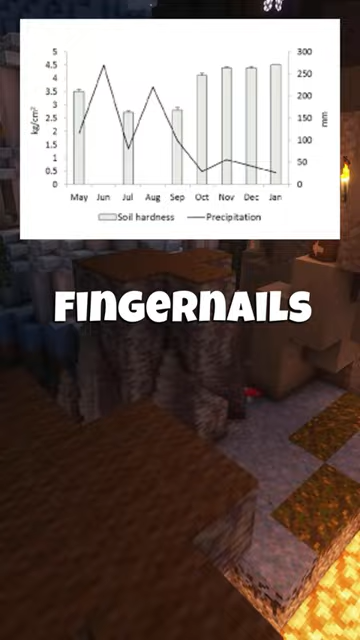 5 300
4.5 250
4
3.5 200
3
2.5 150
2
1.5 100
1 50
0.5
0 0
kg/cm²
mm
May Jun Jul Aug Sep Oct Nov Dec Jan
Soil hardness Precipitation
FINGERNAILS